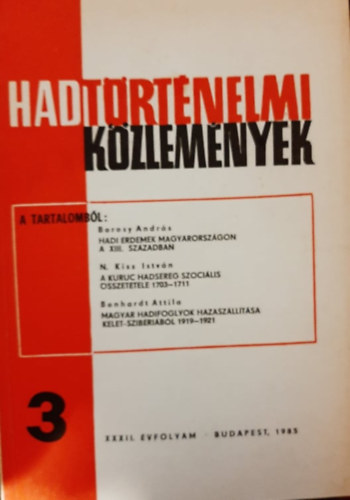 HADTÖRTÉNELMI
KÖZLEMÉNYEK
A TARTALOMBÓL:
Borosy András
HADI ÉRDEMEK MAGYARORSZÁGON
A XIII. SZÁZADBAN
N. Kiss István
A KURUC HADSEREG SZOCIÁLIS
ÖSSZETÉTELE 1703—1711
Bonhardt Attila
MAGYAR HADIFOGLYOK HAZASZÁLLÍTÁSA
KELET-SZIBÉRIÁBÓL 1919—1921
3
XXXII. ÉVFOLYAM · BUDAPEST, 1985